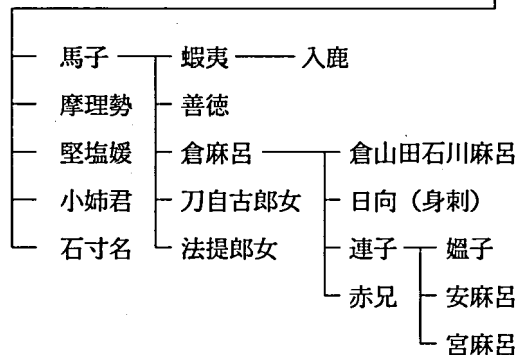 馬子 蝦夷 入鹿
摩理勢 善徳
堅塩媛 倉麻呂 倉山田石川麻呂
小姉君 刀自古郎女 日向（身刺）
石寸名 法提郎女 連子 媼子
赤兄 安麻呂
宮麻呂